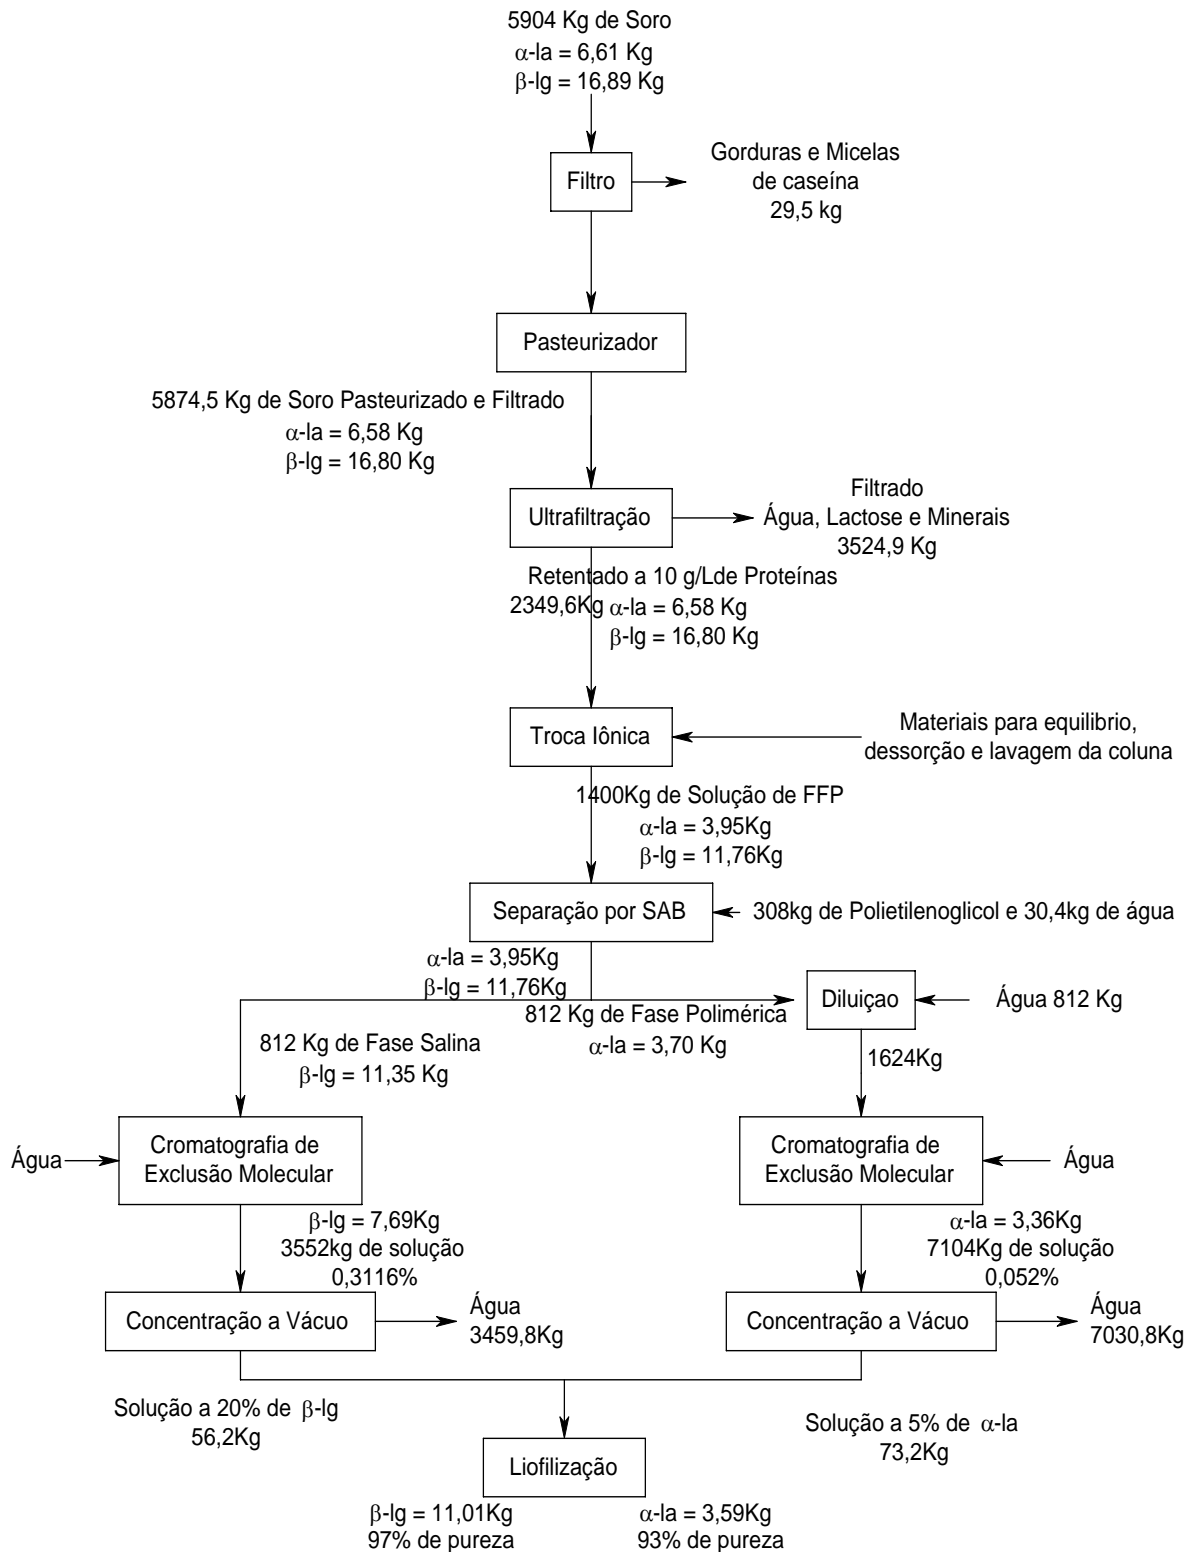 5904 Kg de Soro
α-la = 6,61 Kg
β-lg = 16,89 Kg
Filtro
Gorduras e Micelas
de caseína
29,5 kg
Pasteurizador
5874,5 Kg de Soro Pasteurizado e Filtrado
α-la = 6,58 Kg
β-lg = 16,80 Kg
Ultrafiltração
Filtrado
Água, Lactose e Minerais
3524,9 Kg
Retentado a 10 g/Lde Proteínas
2349,6Kg α-la = 6,58 Kg
β-lg = 16,80 Kg
Troca Iônica
Materiais para equilibrio,
dessorção e lavagem da coluna
1400Kg de Solução de FFP
α-la = 3,95Kg
β-lg = 11,76Kg
Separação por SAB
308kg de Polietilenoglicol e 30,4kg de água
α-la = 3,95Kg
β-lg = 11,76Kg
812 Kg de Fase Polimérica
α-la = 3,70 Kg
Diluiçao
Água 812 Kg
812 Kg de Fase Salina
β-lg = 11,35 Kg
1624Kg
Água
Cromatografia de
Exclusão Molecular
Cromatografia de
Exclusão Molecular
Água
β-lg = 7,69Kg
3552kg de solução
0,3116%
α-la = 3,36Kg
7104Kg de solução
0,052%
Concentração a Vácuo
Água
3459,8Kg
Concentração a Vácuo
Água
7030,8Kg
Solução a 20% de β-lg
56,2Kg
Solução a 5% de α-la
73,2Kg
Liofilização
β-lg = 11,01Kg
97% de pureza
α-la = 3,59Kg
93% de pureza